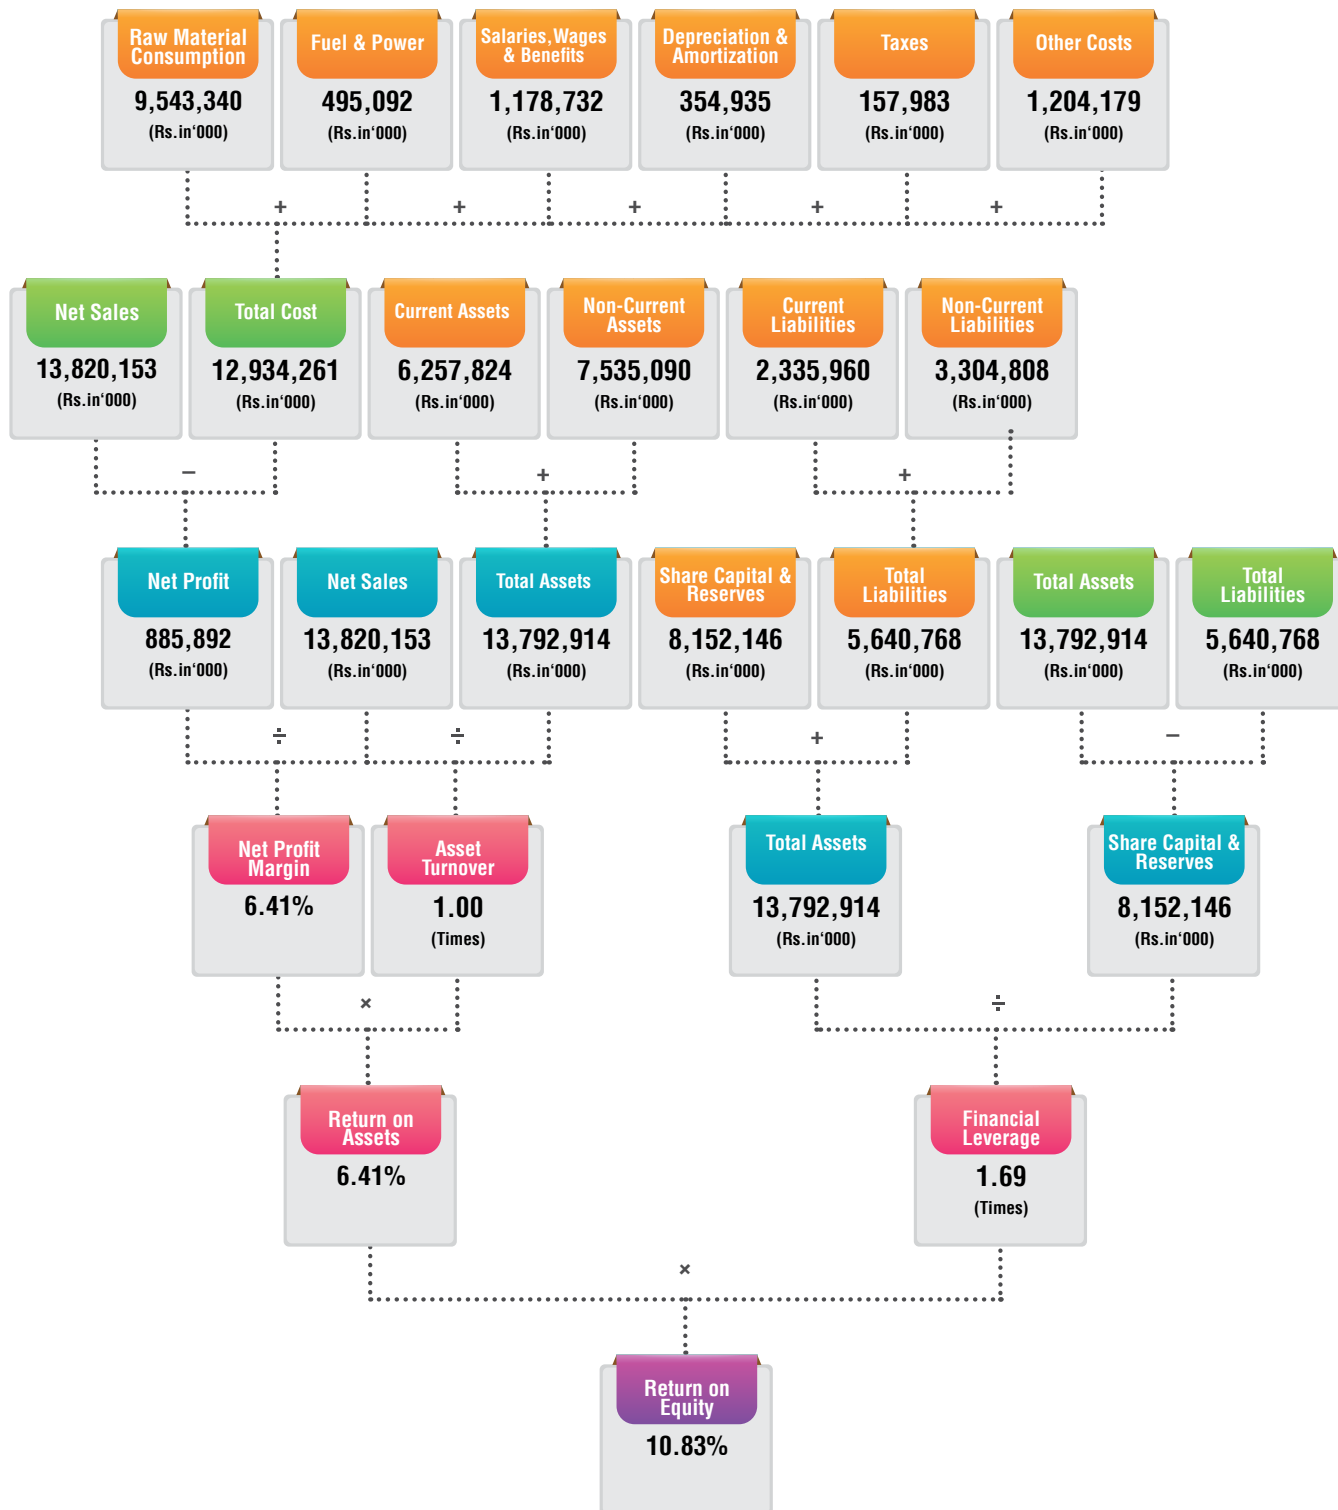 Raw Material
Consumption
9,543,340
(Rs.in‘000)
Fuel & Power
495,092
(Rs.in‘000)
Salaries, Wages
& Benefits
1,178,732
(Rs.in‘000)
Depreciation &
Amortization
354,935
(Rs.in‘000)
Taxes
157,983
(Rs.in‘000)
Other Costs
1,204,179
(Rs.in‘000)
+
+
+
+
+
Net Sales
13,820,153
(Rs.in‘000)
Total Cost
12,934,261
(Rs.in‘000)
Current Assets
6,257,824
(Rs.in‘000)
Non-Current
Assets
7,535,090
(Rs.in‘000)
Current
Liabilities
2,335,960
(Rs.in‘000)
Non-Current
Liabilities
3,304,808
(Rs.in‘000)
–
+
+
Net Profit
885,892
(Rs.in‘000)
Net Sales
13,820,153
(Rs.in‘000)
Total Assets
13,792,914
(Rs.in‘000)
Share Capital &
Reserves
8,152,146
(Rs.in‘000)
Total
Liabilities
5,640,768
(Rs.in‘000)
Total Assets
13,792,914
(Rs.in‘000)
Total
Liabilities
5,640,768
(Rs.in‘000)
÷
÷
+
–
Net Profit
Margin
6.41%
Asset
Turnover
1.00
(Times)
Total Assets
13,792,914
(Rs.in‘000)
Share Capital &
Reserves
8,152,146
(Rs.in‘000)
×
÷
Return on
Assets
6.41%
Financial
Leverage
1.69
(Times)
×
Return on
Equity
10.83%